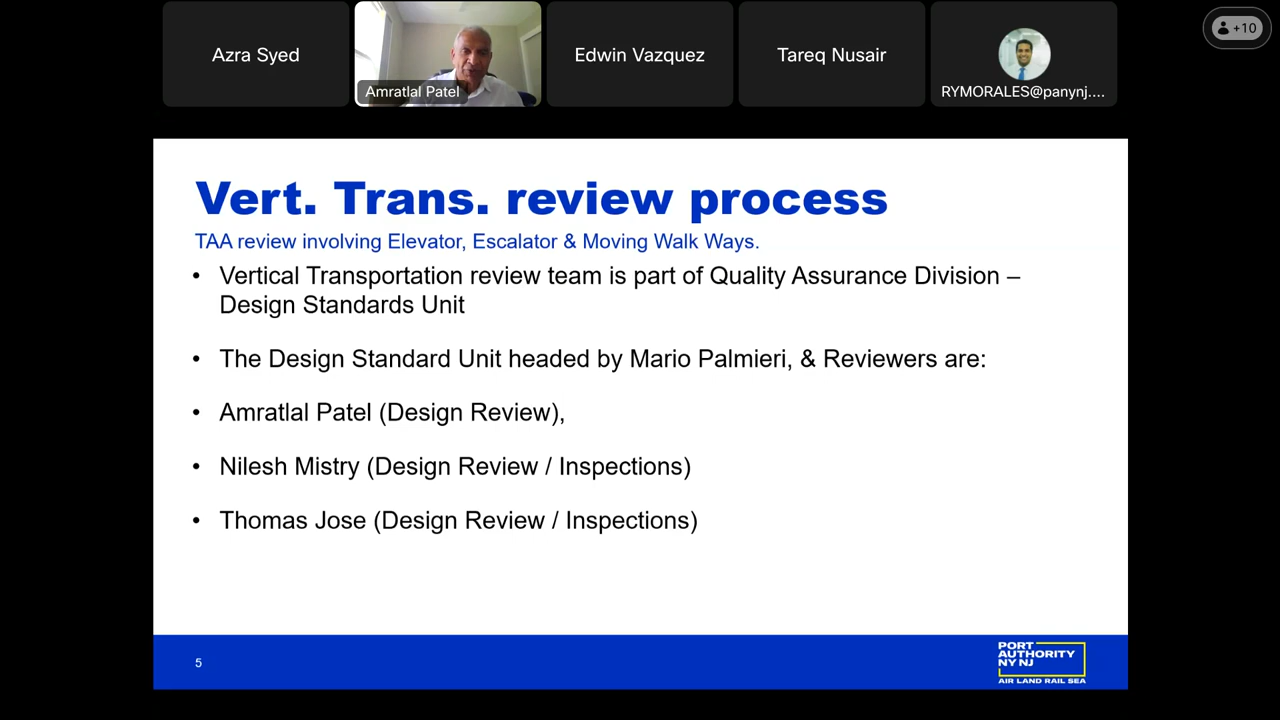 Azra Syed
Amratlal Patel
Edwin Vazquez
Tareq Nusair
RYMORALES@panynj....
+10
Vert. Trans. review process
TAA review involving Elevator, Escalator & Moving Walk Ways.
• Vertical Transportation review team is part of Quality Assurance Division –
Design Standards Unit
• The Design Standard Unit headed by Mario Palmieri, & Reviewers are:
• Amratlal Patel (Design Review),
• Nilesh Mistry (Design Review / Inspections)
• Thomas Jose (Design Review / Inspections)
5
PORT
AUTHORITY
NY NJ
AIR LAND RAIL SEA